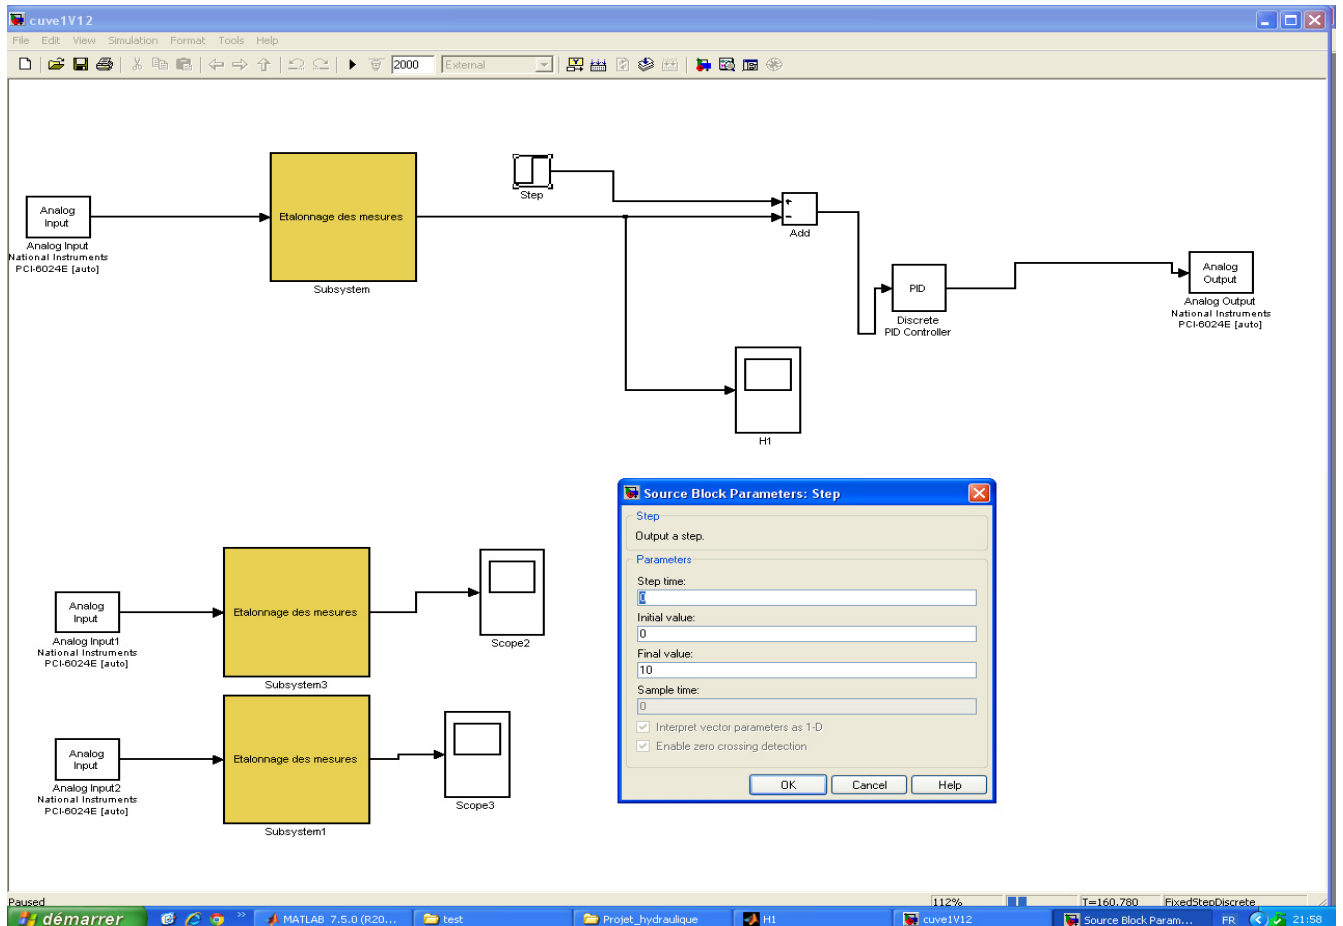 cuve1V12
File Edit View Simulation Format Tools Help
2000
External
Analog
Input
Analog Input
National Instruments
PCI-6024E [auto]
Etalonnage des mesures
Subsystem
Step
Add
PID
Discrete
PID Controller
Analog
Output
Analog Output
National Instruments
PCI-6024E [auto]
H1
Analog
Input
Analog Input1
National Instruments
PCI-6024E [auto]
Etalonnage des mesures
Subsystem3
Scope2
Analog
Input
Analog Input2
National Instruments
PCI-6024E [auto]
Etalonnage des mesures
Subsystem1
Scope3
Source Block Parameters: Step
Step
Output a step.
Parameters
Step time:
0
Initial value:
0
Final value:
10
Sample time:
0
Interpret vector parameters as 1-D
Enable zero crossing detection
OK Cancel Help
Paused 112% T=160.780 FixedStepDiscrete
démarrer » MATLAB 7.5.0 (R20... test Projet_hydraulique H1 cuve1V12 Source Block Param... FR 21:58